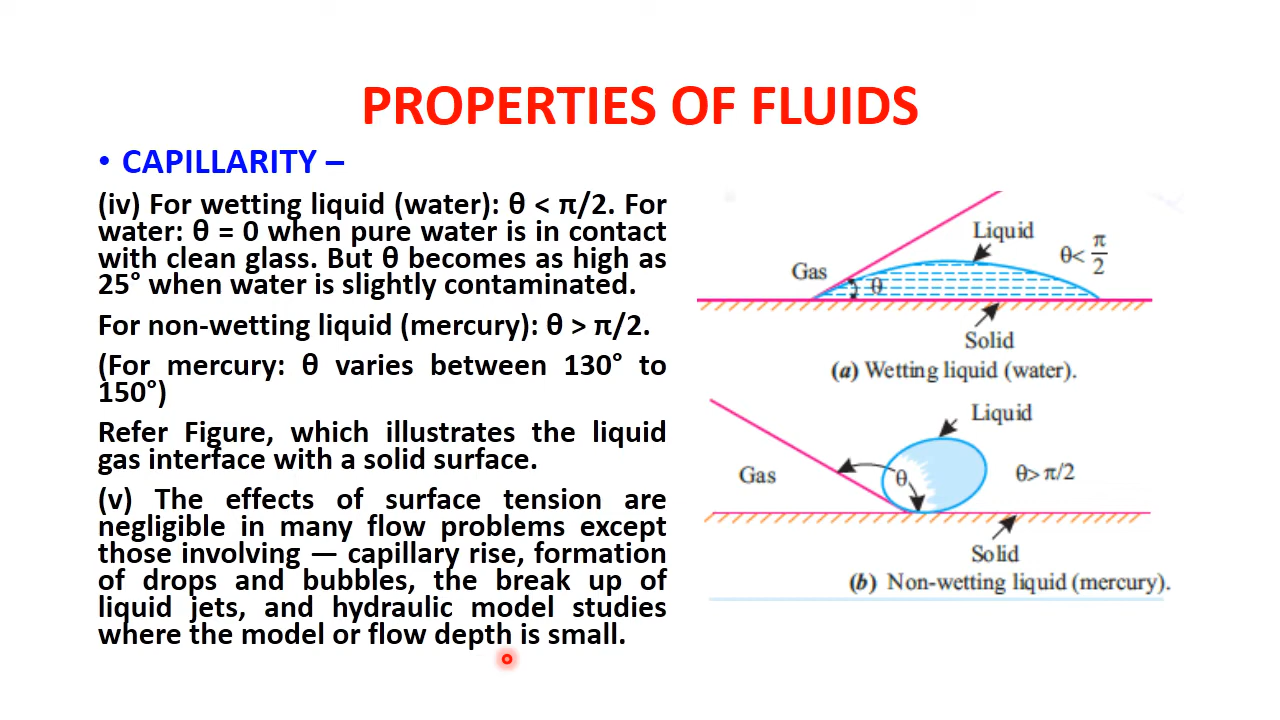 PROPERTIES OF FLUIDS
• CAPILLARITY –
(iv) For wetting liquid (water): θ < π/2. For
water: θ = 0 when pure water is in contact
with clean glass. But θ becomes as high as
25° when water is slightly contaminated.
For non-wetting liquid (mercury): θ > π/2.
(For mercury: θ varies between 130° to
150°)
Refer Figure, which illustrates the liquid
gas interface with a solid surface.
(v) The effects of surface tension are
negligible in many flow problems except
those involving — capillary rise, formation
of drops and bubbles, the break up of
liquid jets, and hydraulic model studies
where the model or flow depth is small.
Liquid
θ< π/2
Gas
θ
Solid
(a) Wetting liquid (water).
Liquid
Gas
θ
θ> π/2
Solid
(b) Non-wetting liquid (mercury).